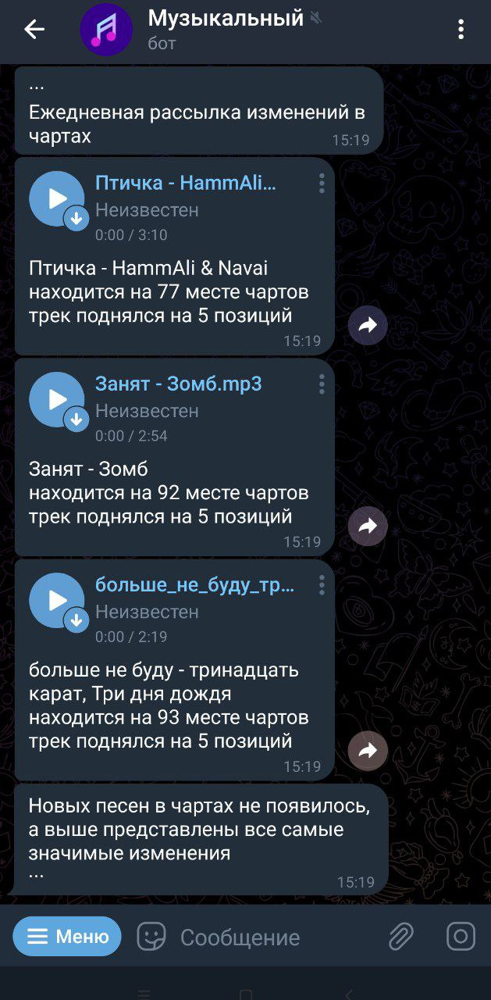 Музыкальный
бот
...
Ежедневная рассылка изменений в
чартах
15:19
Птичка - HammAli...
Неизвестен
0:00 / 3:10
Птичка - HammAli & Navai
находится на 77 месте чартов
трек поднялся на 5 позиций
15:19
Занят - Зомб.mp3
Неизвестен
0:00 / 2:54
Занят - Зомб
находится на 92 месте чартов
трек поднялся на 5 позиций
15:19
больше_не_буду_тр...
Неизвестен
0:00 / 2:19
больше не буду - тринадцать
карат, Три дня дождя
находится на 93 месте чартов
трек поднялся на 5 позиций
15:19
Новых песен в чартах не появилось,
а выше представлены все самые
значимые изменения
...
15:19
Меню Сообщение